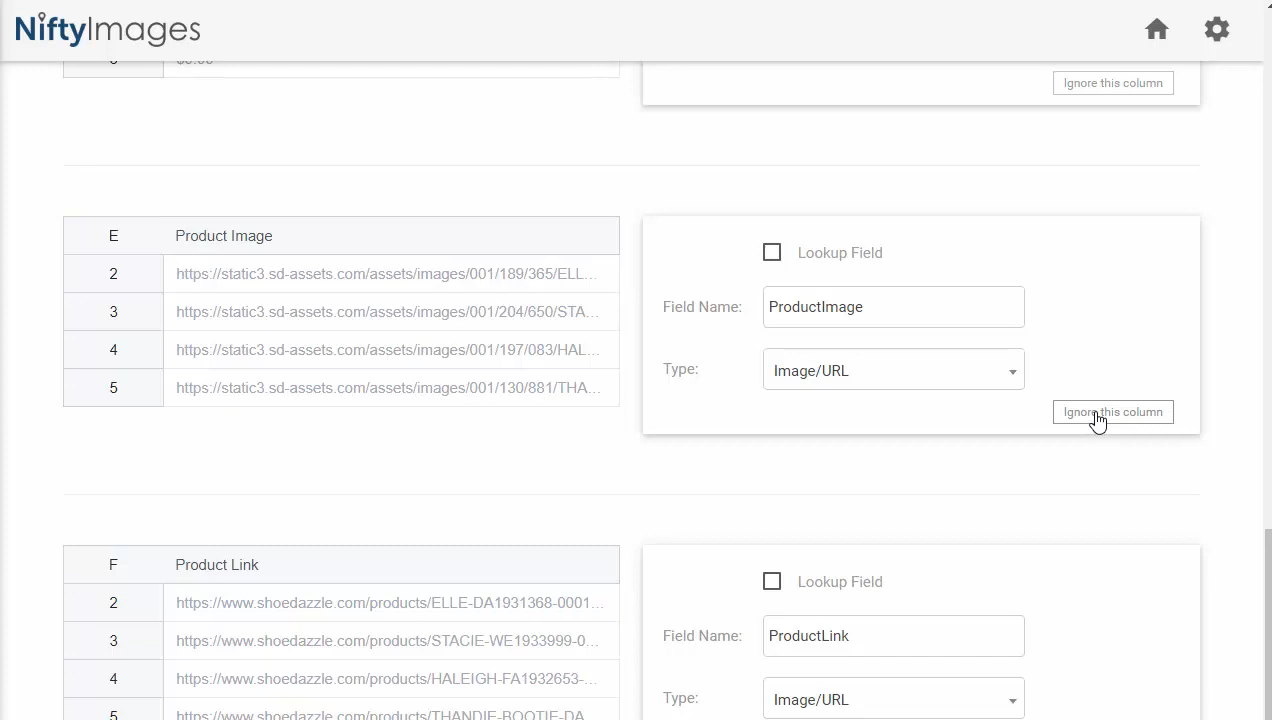 NiftyImages
Ignore this column
E Product Image
2 https://static3.sd-assets.com/assets/images/001/189/365/ELL...
3 https://static3.sd-assets.com/assets/images/001/204/650/STA...
4 https://static3.sd-assets.com/assets/images/001/197/083/HAL...
5 https://static3.sd-assets.com/assets/images/001/130/881/THA...
Lookup Field
Field Name: ProductImage
Type: Image/URL
Ignore this column
F Product Link
2 https://www.shoedazzle.com/products/ELLE-DA1931368-0001...
3 https://www.shoedazzle.com/products/STACIE-WE1933999-0...
4 https://www.shoedazzle.com/products/HALEIGH-FA1932653-...
5 https://www.shoedazzle.com/products/THANDIE-BOOTIE-DA
Lookup Field
Field Name: ProductLink
Type: Image/URL